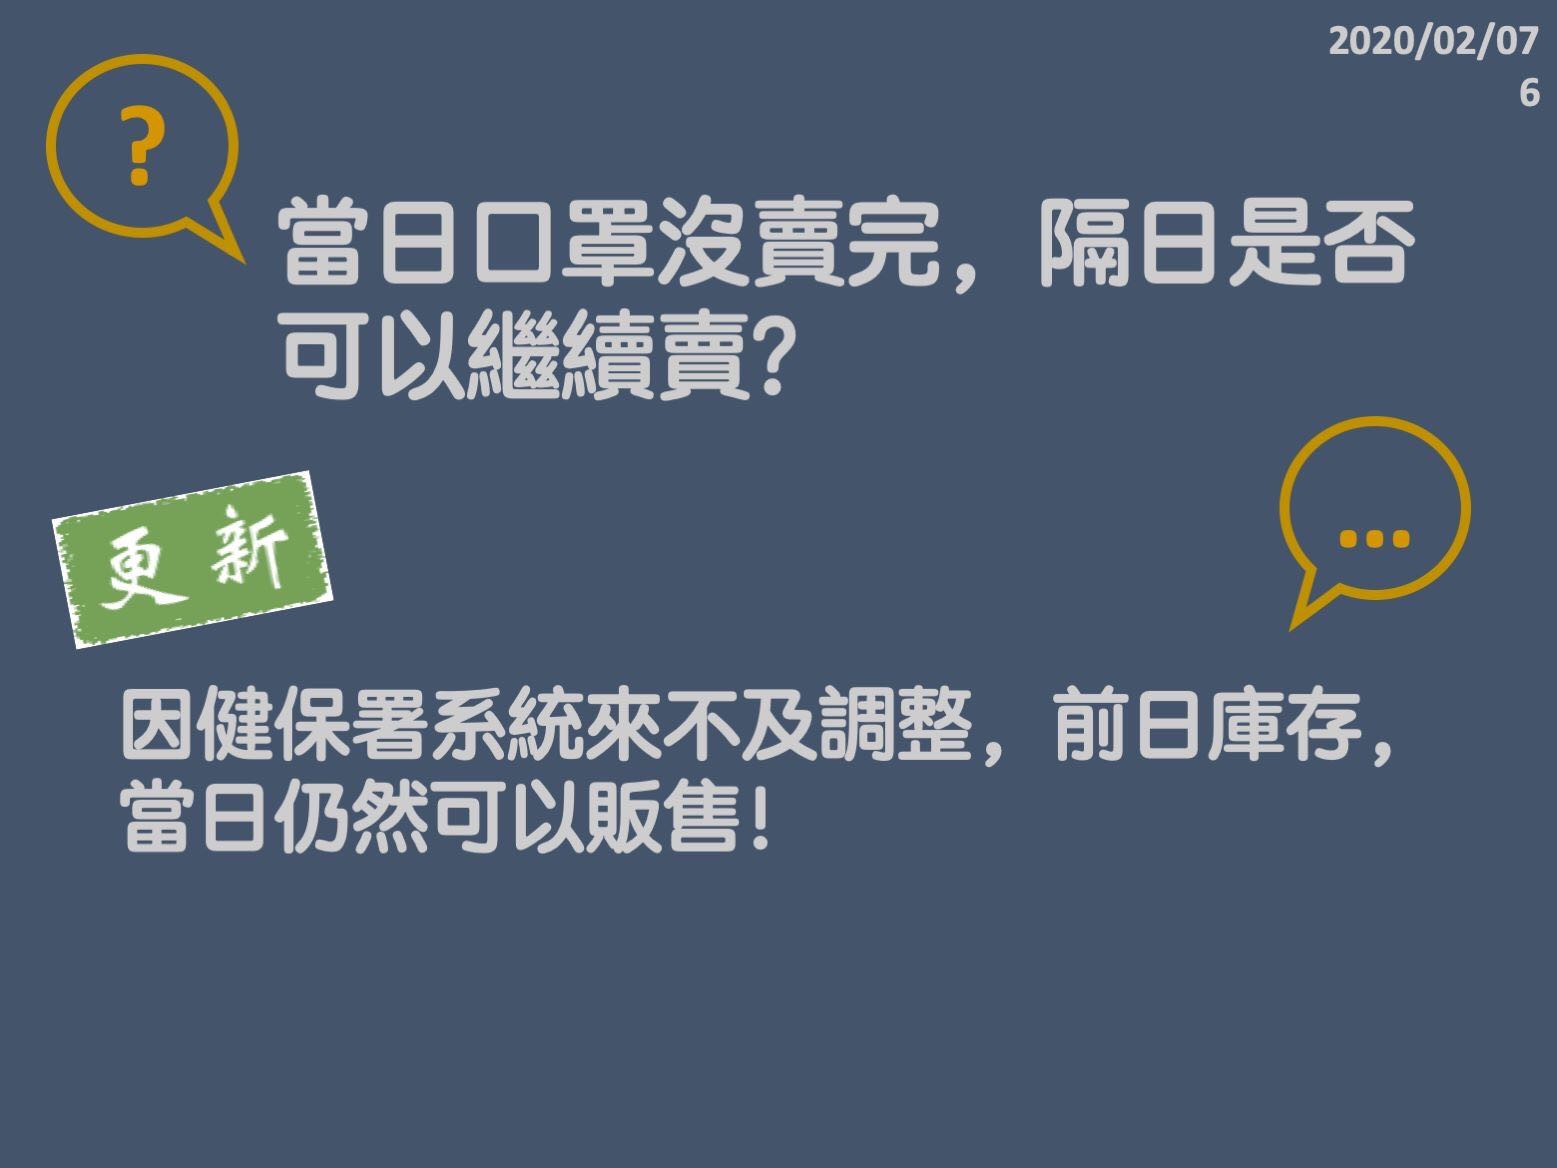 2020/02/07
6
?
當日口罩沒賣完，隔日是否
可以繼續賣?
更新
...
因健保署系統來不及調整，前日庫存，
當日仍然可以販售!